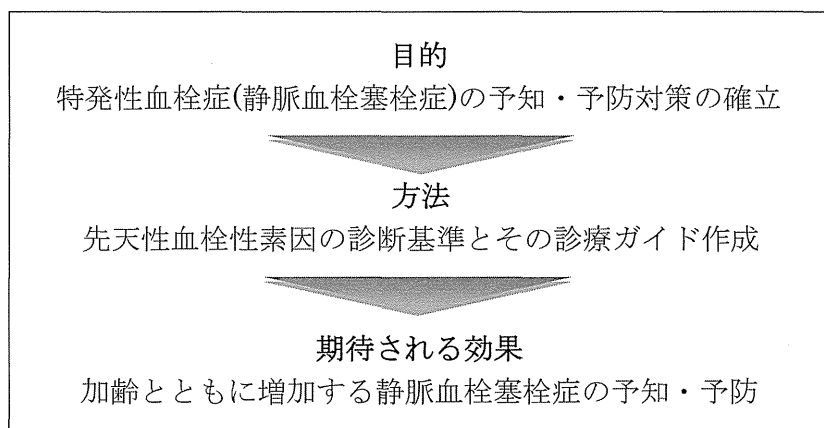 目的
特発性血栓症(静脈血栓塞栓症)の予知・予防対策の確立
方法
先天性血栓性素因の診断基準とその診療ガイド作成
期待される効果
加齢とともに増加する静脈血栓塞栓症の予知・予防